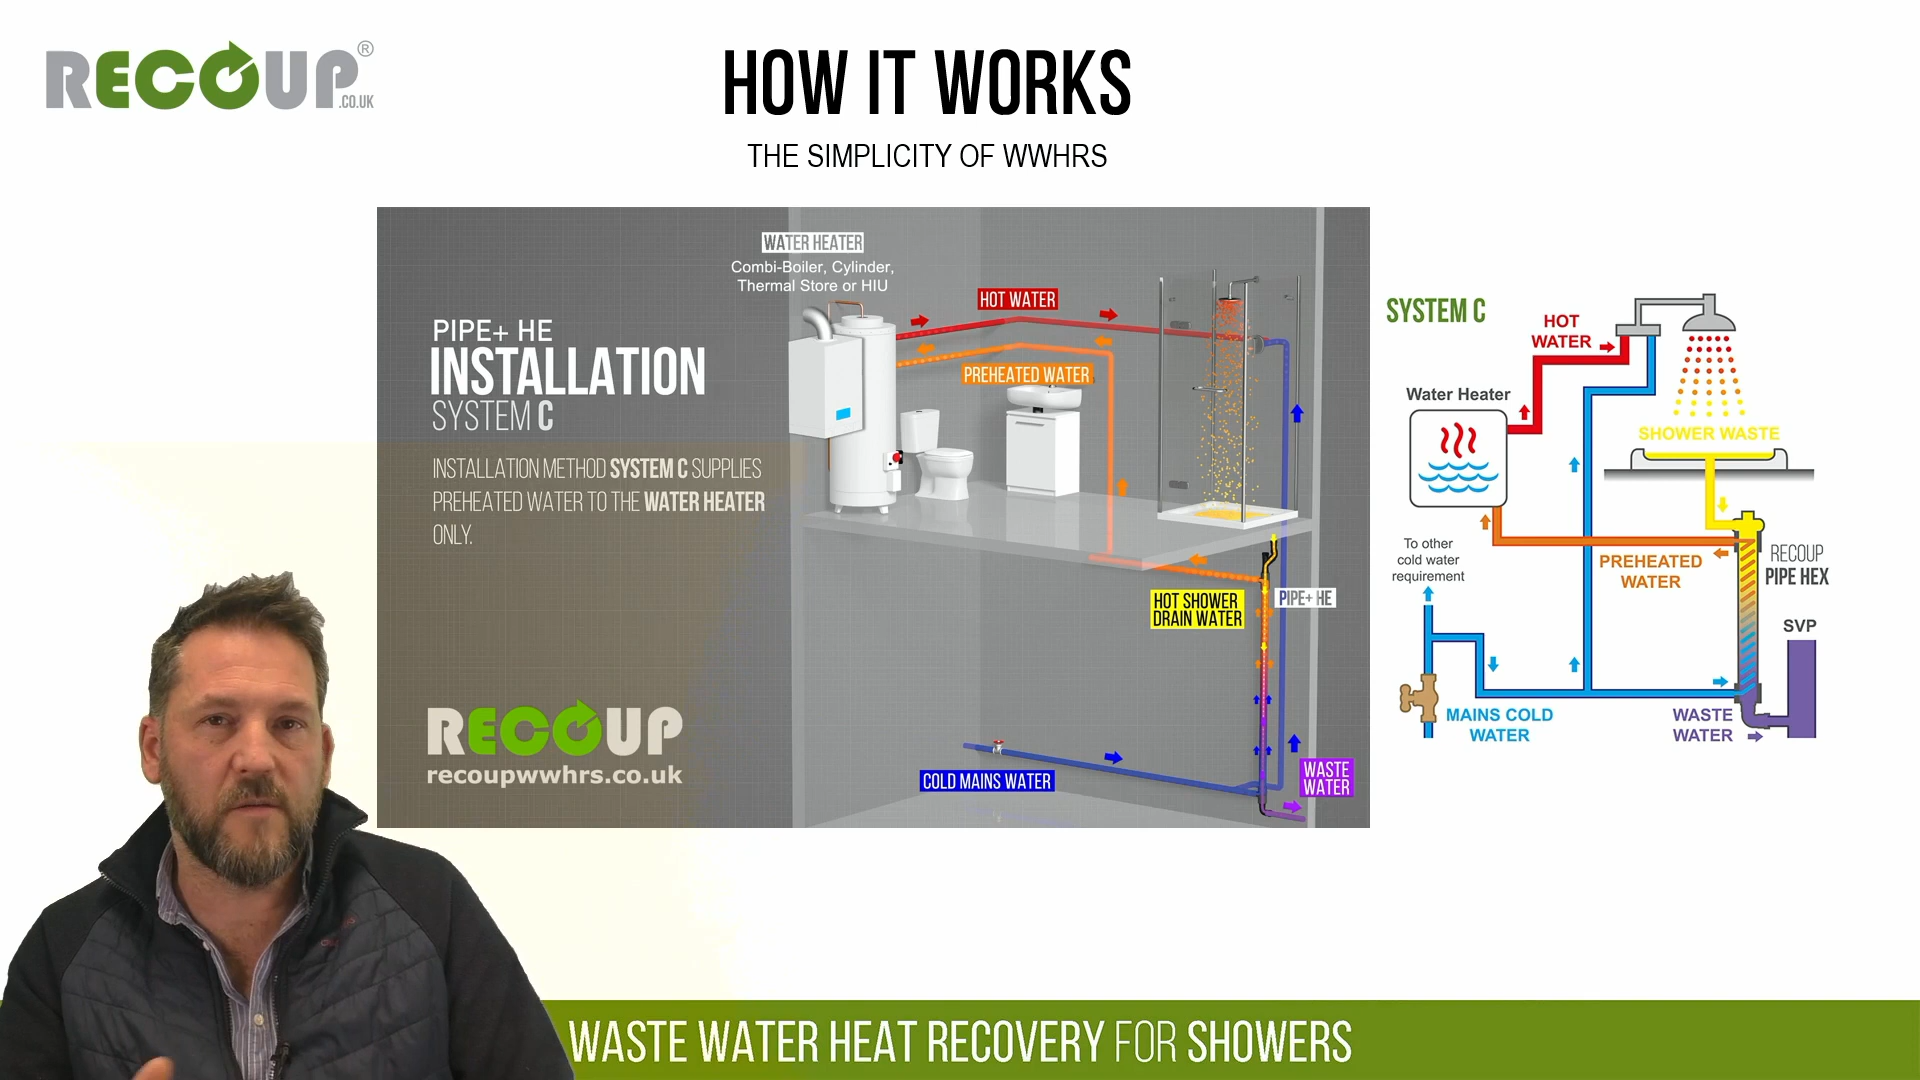 RECOUP®
.CO.UK
HOW IT WORKS
THE SIMPLICITY OF WWHRS
WATER HEATER
Combi-Boiler, Cylinder,
Thermal Store or HIU
PIPE+ HE
INSTALLATION
SYSTEM C
INSTALLATION METHOD SYSTEM C SUPPLIES
PREHEATED WATER TO THE WATER HEATER
ONLY.
HOT WATER
PREHEATED WATER
HOT SHOWER
DRAIN WATER
PIPE+ HE
COLD MAINS WATER
WASTE
WATER
RECOUP
recoupwwhrs.co.uk
SYSTEM C
HOT
WATER
Water Heater
SHOWER WASTE
To other
cold water
requirement
PREHEATED
WATER
RECOUP
PIPE HEX
SVP
MAINS COLD
WATER
WASTE
WATER
WASTE WATER HEAT RECOVERY FOR SHOWERS